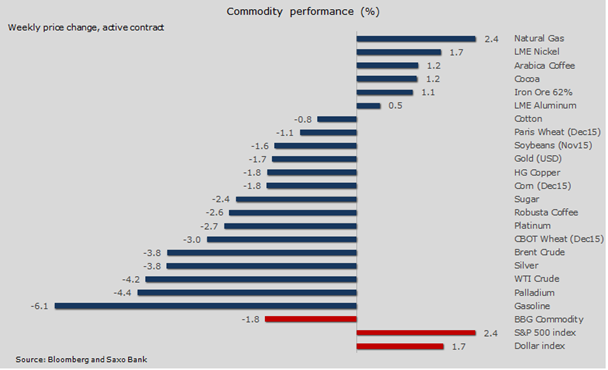 Commodity performance (%)
Weekly price change, active contract
2.4 Natural Gas
1.7 LME Nickel
1.2 Arabica Coffee
1.2 Cocoa
1.1 Iron Ore 62%
0.5 LME Aluminum
-0.8 Cotton
-1.1 Paris Wheat (Dec15)
-1.6 Soybeans (Nov15)
-1.7 Gold (USD)
-1.8 HG Copper
-1.8 Corn (Dec15)
-2.4 Sugar
-2.6 Robusta Coffee
-2.7 Platinum
-3.0 CBOT Wheat (Dec15)
-3.8 Brent Crude
-3.8 Silver
-4.2 WTI Crude
-4.4 Palladium
-6.1 Gasoline
-1.8 BBG Commodity
2.4 S&P 500 index
1.7 Dollar index
Source: Bloomberg and Saxo Bank